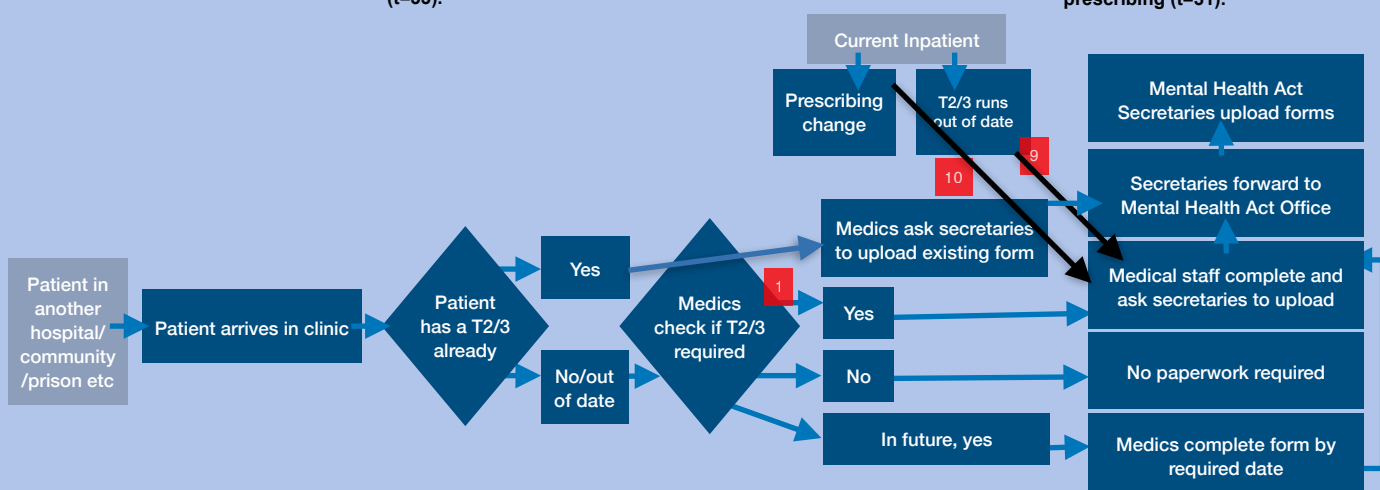 prescribing (t=51).
Current Inpatient
Prescribing
change
T2/3 runs
out of date
10
9
Mental Health Act
Secretaries upload forms
Secretaries forward to
Mental Health Act Office
Medics ask secretaries
to upload existing form
Medical staff complete and
ask secretaries to upload
Patient in
another
hospital/
community
/prison etc
Patient arrives in clinic
Patient
has a T2/3
already
Yes
No/out
of date
Medics
check if T2/3
required
1
Yes
No
In future, yes
No paperwork required
Medics complete form by
required date